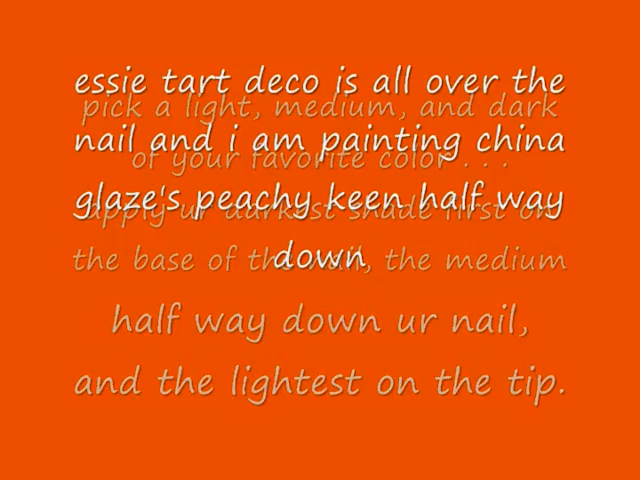 essie tart deco is all over the
pick a light, medium, and dark
nail and i am painting china
of your favorite color . . .
glaze's peachy keen half way
apply ur darkest shade first on
down
the base of the nail, the medium
half way down ur nail,
and the lightest on the tip.